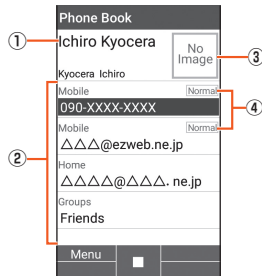 Phone Book
① Ichiro Kyocera
No
Image
③
Kyocera Ichiro
Mobile
Normal
090-XXXX-XXXX
④
Mobile
Normal
△△△@ezweb.ne.jp
②
Home
△△△△@△△△. ne.jp
Groups
Friends
Menu